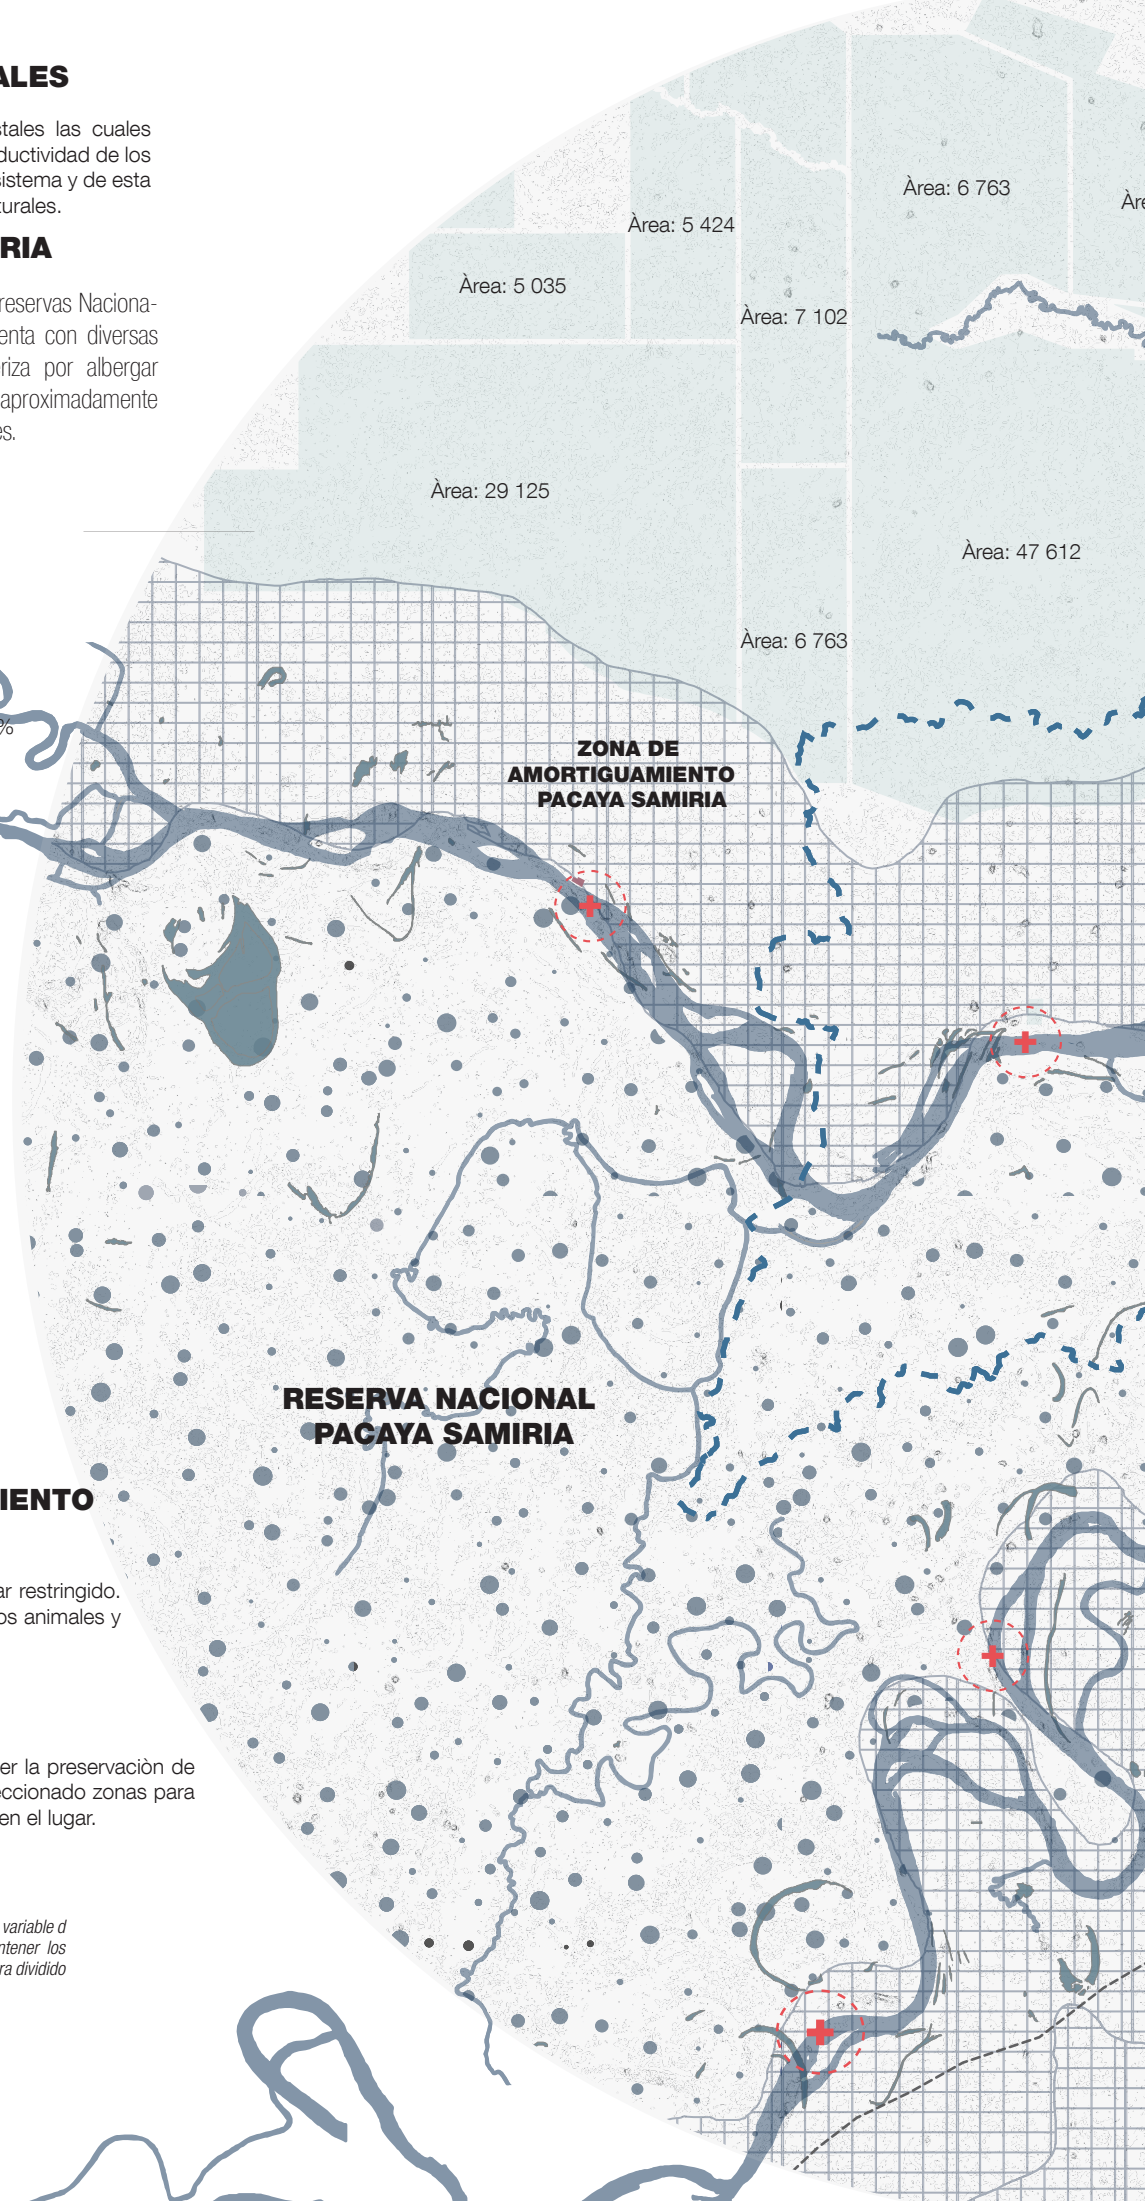 ALES
stales las cuales
ductividad de los
sistema y de esta
turales.
RIA
reservas Naciona-
enta con diversas
eriza por albergar
aproximadamente
es.
%
IENTO
ar restringido.
os animales y
er la preservaciòn de
eccionado zonas para
en el lugar.
variable d
ntener los
ra dividido
Àrea: 6 763
Àre
Àrea: 5 424
Àrea: 5 035
Àrea: 7 102
Àrea: 29 125
Àrea: 47 612
Àrea: 6 763
ZONA DE
AMORTIGUAMIENTO
PACAYA SAMIRIA
RESERVA NACIONAL
PACAYA SAMIRIA